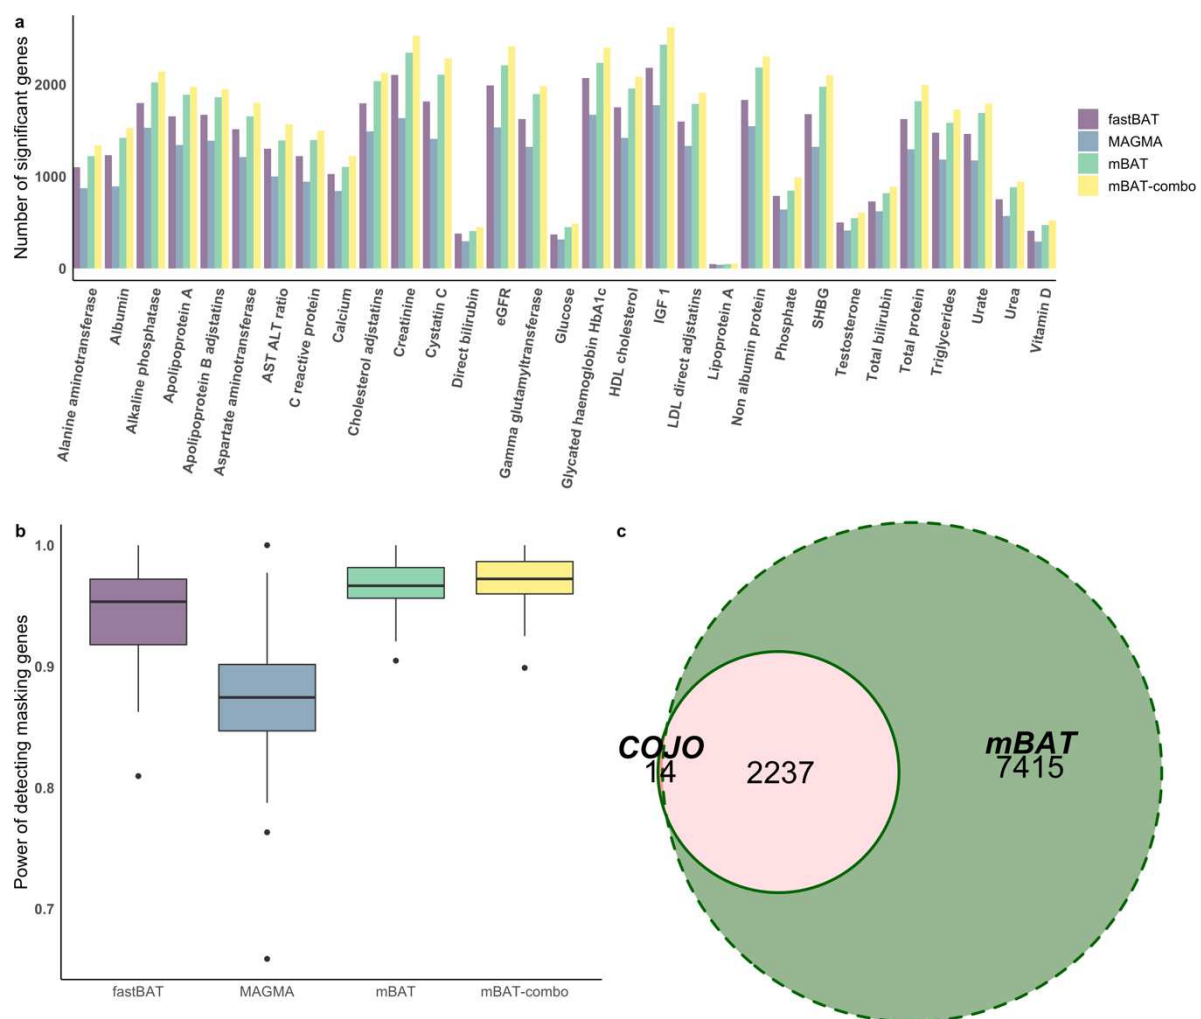 a
Number of significant genes
2000
1000
0
fastBAT
MAGMA
mBAT
mBAT-combo
Alanine aminotransferase
Albumin
Alkaline phosphatase
Apolipoprotein A
Apolipoprotein B adjstatins
Aspartate aminotransferase
AST ALT ratio
C reactive protein
Calcium
Cholesterol adjstatins
Creatinine
Cystatin C
Direct bilirubin
eGFR
Gamma glutamyltransferase
Glucose
Glycated haemoglobin HbA1c
HDL cholesterol
IGF 1
LDL direct adjstatins
Lipoprotein A
Non albumin protein
Phosphate
SHBG
Testosterone
Total bilirubin
Total protein
Triglycerides
Urate
Urea
Vitamin D
b
Power of detecting masking genes
1.0
0.9
0.8
0.7
fastBAT
MAGMA
mBAT
mBAT-combo
c
COJO
14
2237
mBAT
7415